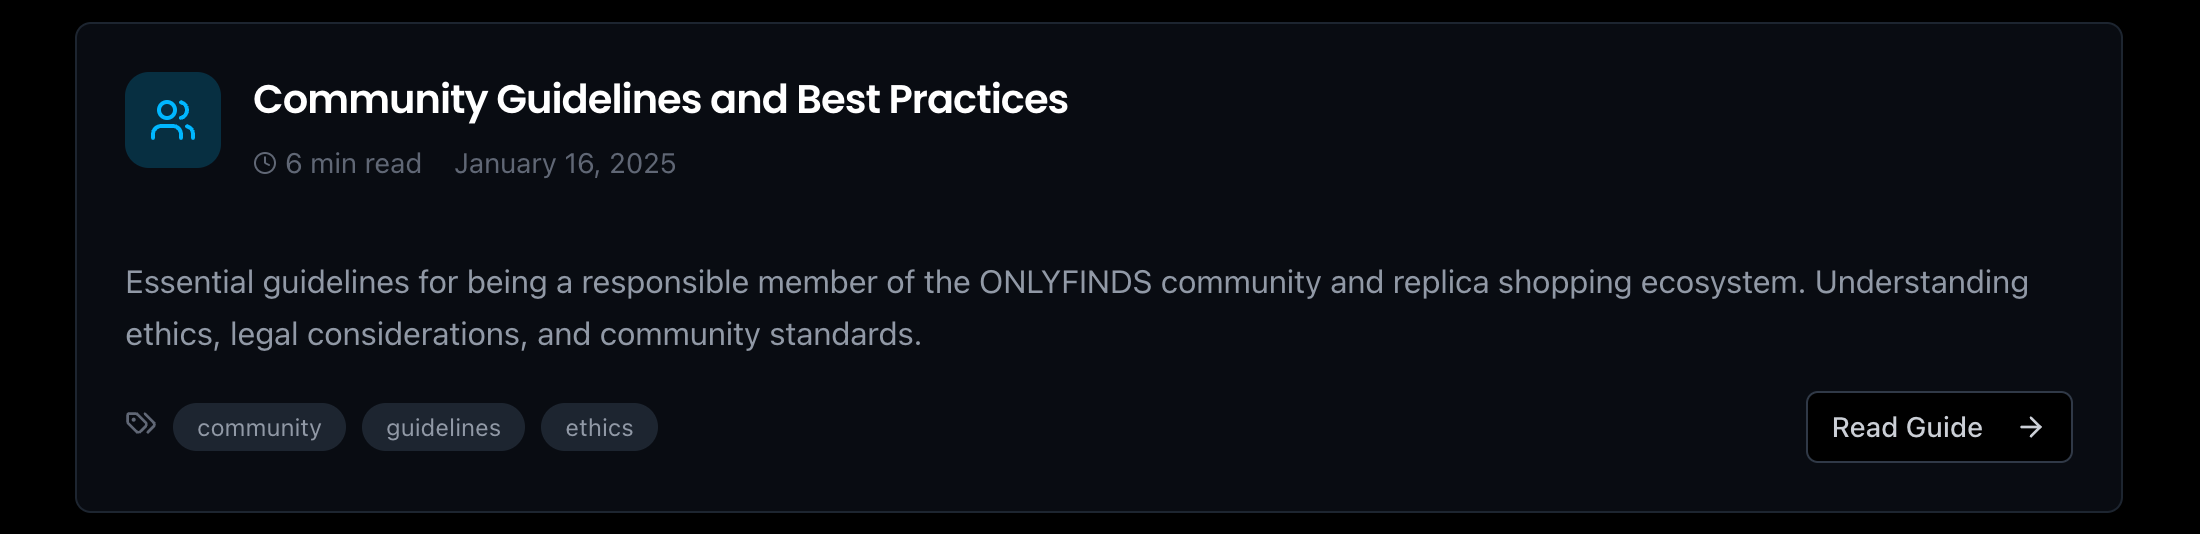 Community Guidelines and Best Practices
6 min read January 16, 2025
Essential guidelines for being a responsible member of the ONLYFINDS community and replica shopping ecosystem. Understanding
ethics, legal considerations, and community standards.
community guidelines ethics
Read Guide